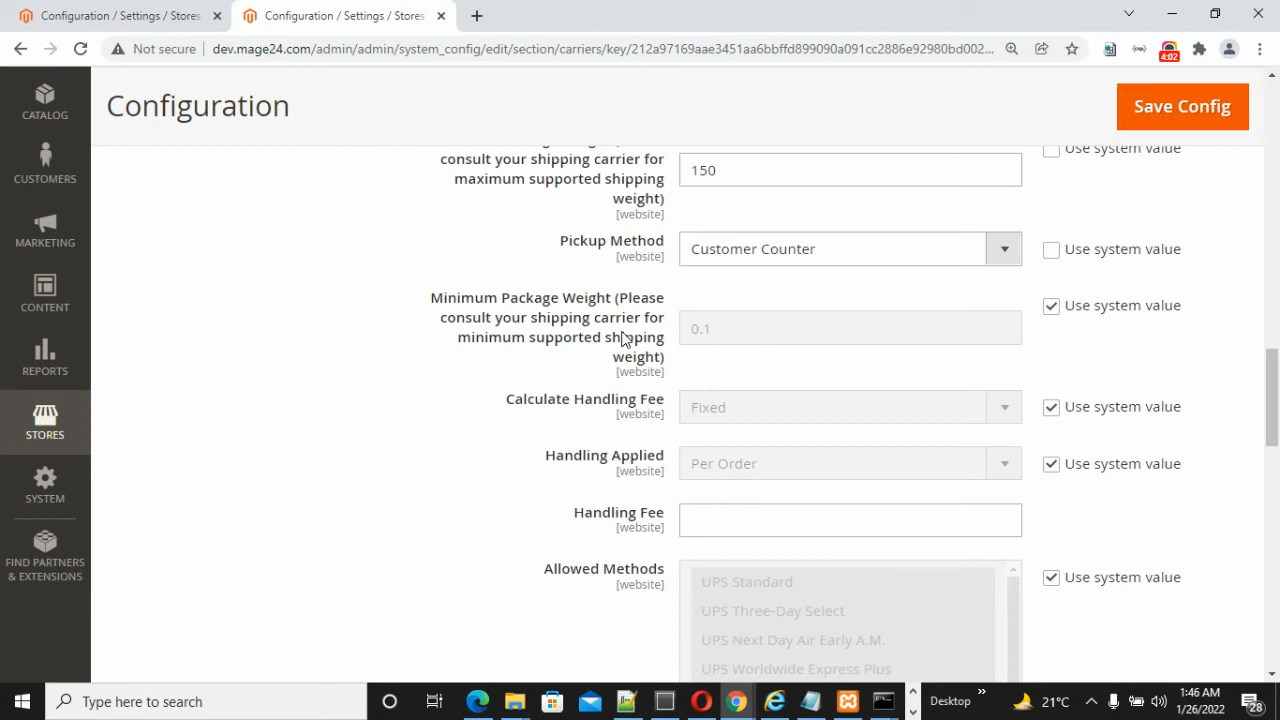 Configuration / Settings / Stores
Configuration / Settings / Stores
Not secure
dev.mage24.com/admin/admin/system_config/edit/section/carriers/key/212a97169aae3451a6bbffd899090a091cc2886e92980bd002...
4:02
CATALOG
CUSTOMERS
MARKETING
CONTENT
REPORTS
STORES
SYSTEM
FIND PARTNERS
& EXTENSIONS
Configuration
Save Config
consult your shipping carrier for
maximum supported shipping
weight)
[website]
150
Use system value
Pickup Method
[website]
Customer Counter
Use system value
Minimum Package Weight (Please
consult your shipping carrier for
minimum supported shipping
weight)
[website]
0.1
Use system value
Calculate Handling Fee
[website]
Fixed
Use system value
Handling Applied
[website]
Per Order
Use system value
Handling Fee
[website]
Allowed Methods
[website]
UPS Standard
UPS Three-Day Select
UPS Next Day Air Early A.M.
UPS Worldwide Express Plus
Use system value
Type here to search
Desktop
21°C
1:46 AM
1/26/2022
28